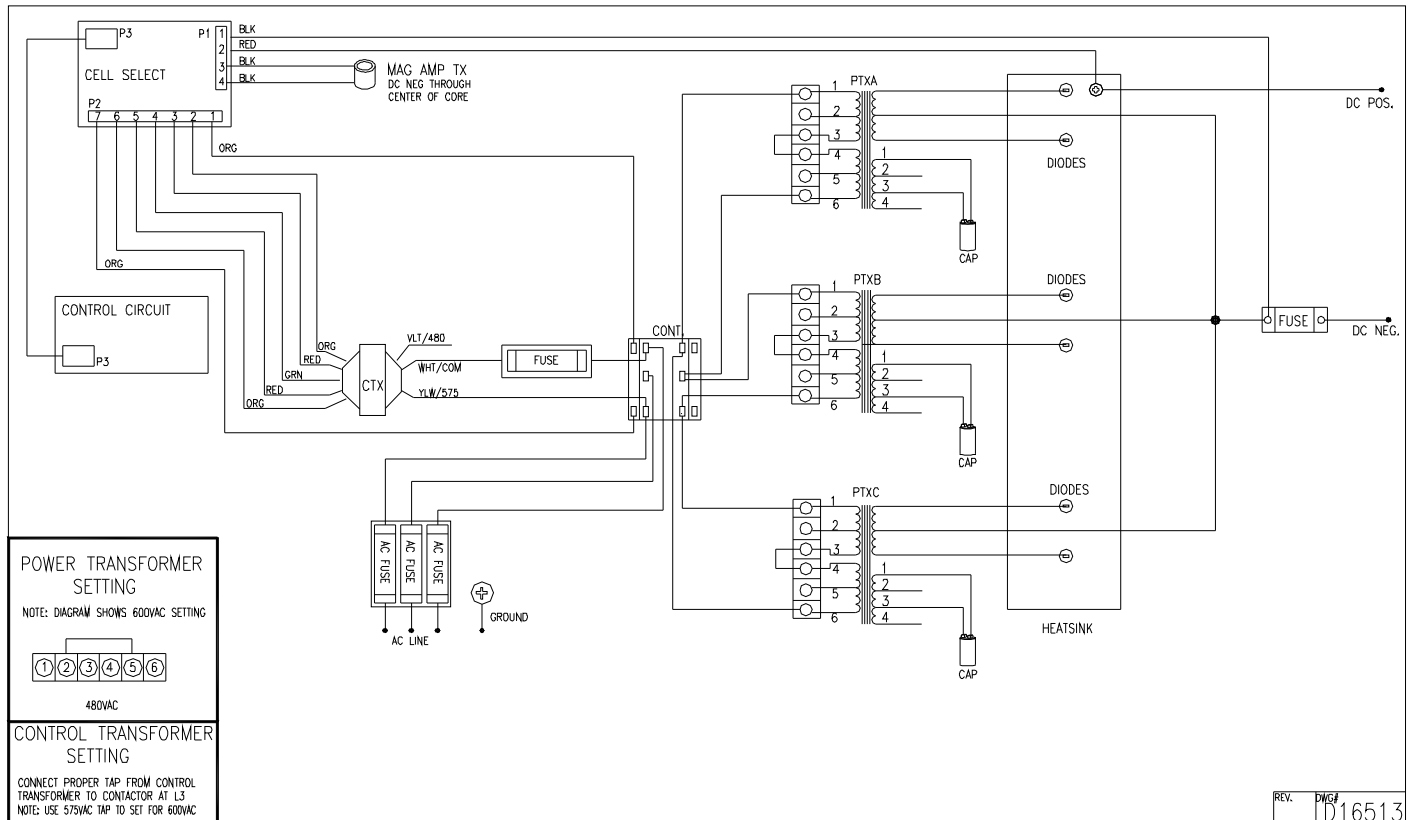 P3
P1
1
2
3
4
BLK
RED
BLK
BLK
CELL SELECT
MAG AMP TX
DC NEG THROUGH
CENTER OF CORE
P2
7 6 5 4 3 2 1
ORG
ORG
CONTROL CIRCUIT
P3
ORG
RED
GRN
RED
ORG
CTX
VLT/480
WHT/COM
YLW/575
FUSE
CONT.
AC FUSE
AC FUSE
AC FUSE
AC LINE
GROUND
PTXA
1
2
3
4
5
6
1
2
3
4
CAP
DIODES
PTXB
1
2
3
4
5
6
1
2
3
4
CAP
DIODES
PTXC
1
2
3
4
5
6
1
2
3
4
CAP
DIODES
HEATSINK
DC POS.
FUSE
DC NEG.
POWER TRANSFORMER
SETTING
NOTE: DIAGRAM SHOWS 600VAC SETTING
1 2 3 4 5 6
480VAC
CONTROL TRANSFORMER
SETTING
CONNECT PROPER TAP FROM CONTROL
TRANSFORMER TO CONTACTOR AT L3
NOTE: USE 575VAC TAP TO SET FOR 600VAC
REV.
DWG#
D16513